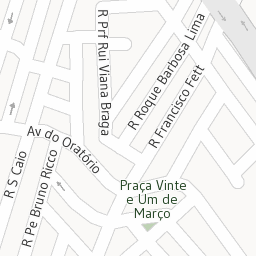 R Prf Rui Viana Braga
R Roque Barbosa Lima
R Francisco Fett
Av do Oratório
R S Caio
R Pe Bruno Ricco
Praça Vinte
e Um de
Março